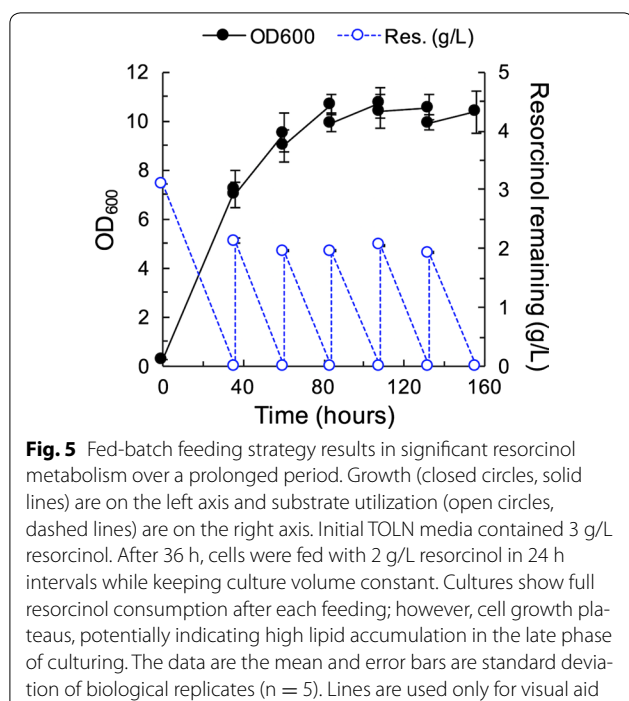 OD600 Res. (g/L)
12 5
10 4
8 3
6
4 2
2 1
0 0
OD600
Resorcinol remaining (g/L)
0 40 80 120 160
Time (hours)
Fig. 5 Fed-batch feeding strategy results in significant resorcinol
metabolism over a prolonged period. Growth (closed circles, solid
lines) are on the left axis and substrate utilization (open circles,
dashed lines) are on the right axis. Initial TOLN media contained 3 g/L
resorcinol. After 36 h, cells were fed with 2 g/L resorcinol in 24 h
intervals while keeping culture volume constant. Cultures show full
resorcinol consumption after each feeding; however, cell growth pla-
teaus, potentially indicating high lipid accumulation in the late phase
of culturing. The data are the mean and error bars are standard devia-
tion of biological replicates (n = 5). Lines are used only for visual aid